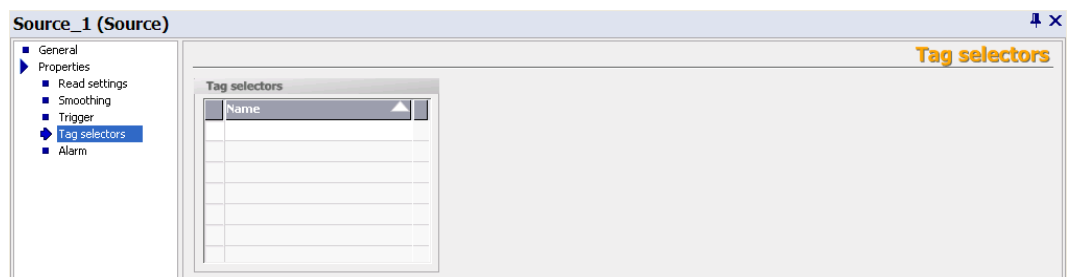 Source_1 (Source)
General
Properties
Read settings
Smoothing
Trigger
Tag selectors
Alarm
Tag selectors
Tag selectors
Name